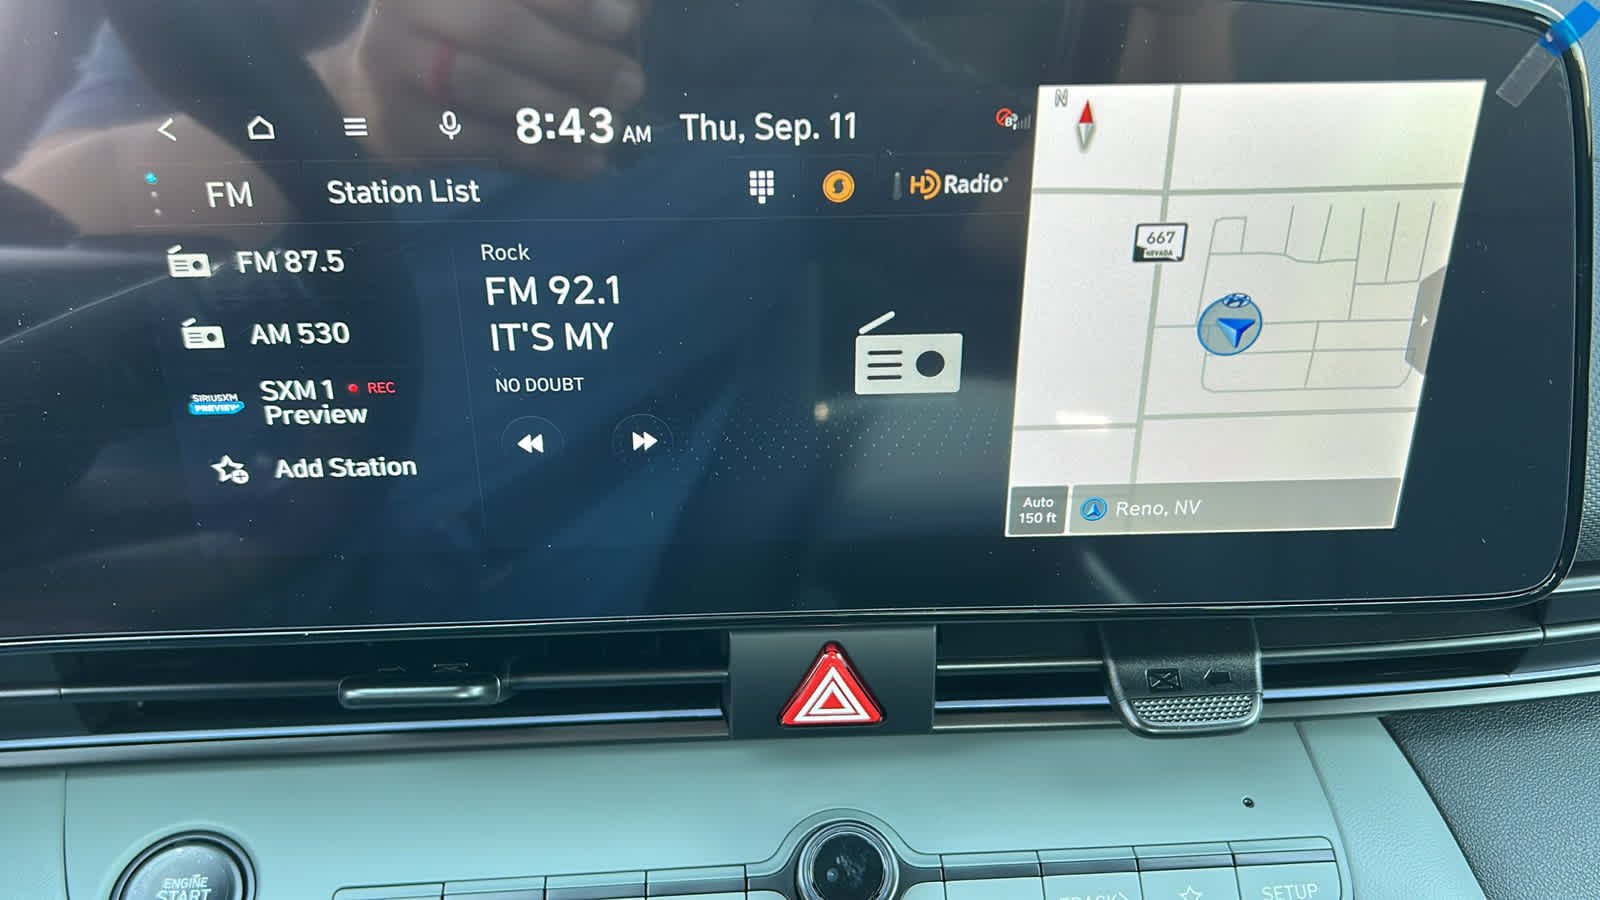 8:43 AM Thu, Sep. 11
FM Station List
HD Radio
FM 87.5
AM 530
SIRIUSXM PREVIEW
SXM 1 REC
Preview
Add Station
Rock
FM 92.1
IT'S MY
NO DOUBT
N
667
NEVADA
Auto
150 ft
Reno, NV
ENGINE
START
TRACK
SETUP